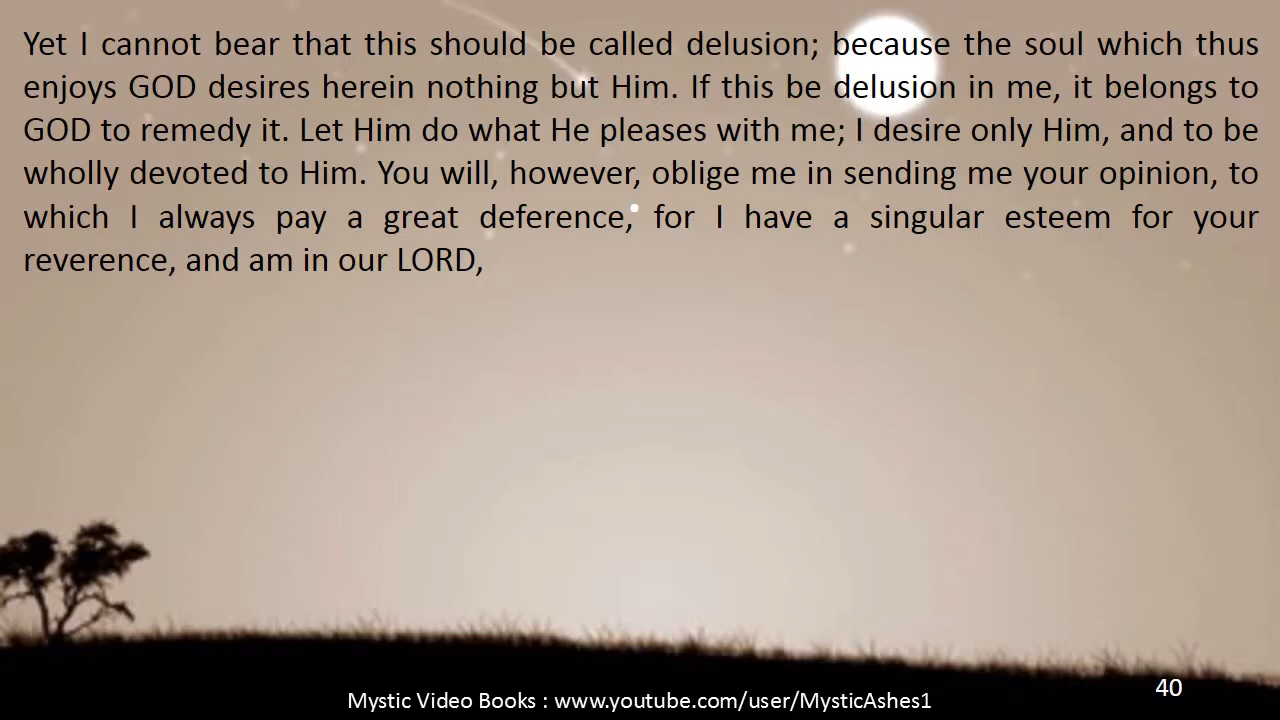 Yet I cannot bear that this should be called delusion; because the soul which thus
enjoys GOD desires herein nothing but Him. If this be delusion in me, it belongs to
GOD to remedy it. Let Him do what He pleases with me; I desire only Him, and to be
wholly devoted to Him. You will, however, oblige me in sending me your opinion, to
which I always pay a great deference, for I have a singular esteem for your
reverence, and am in our LORD,
40
Mystic Video Books : www.youtube.com/user/MysticAshes1